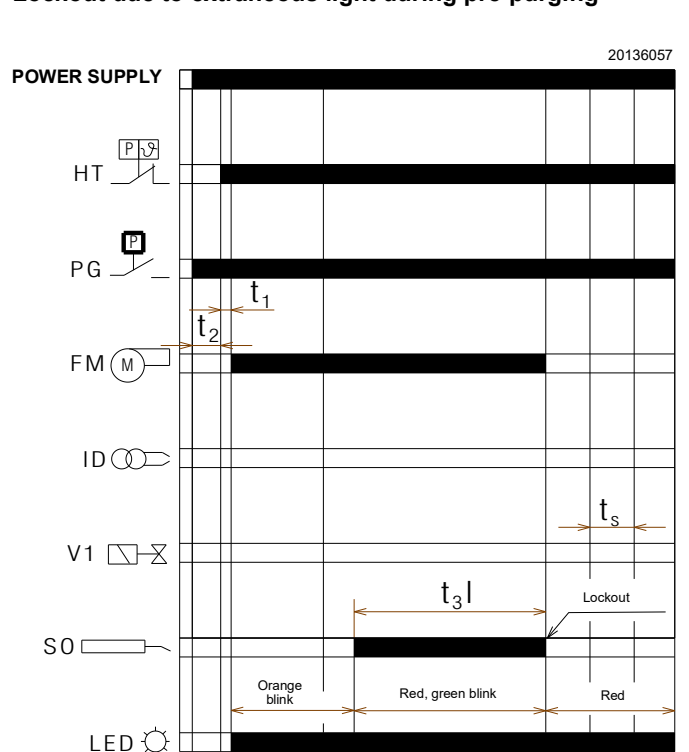 Lockout due to extraneous light during pre-purging
20136057
POWER SUPPLY
P ϑ
HT
P
PG
t1
t2
FM M
ID
ts
V1
t3l
Lockout
SO
Orange
blink
Red, green blink
Red
LED